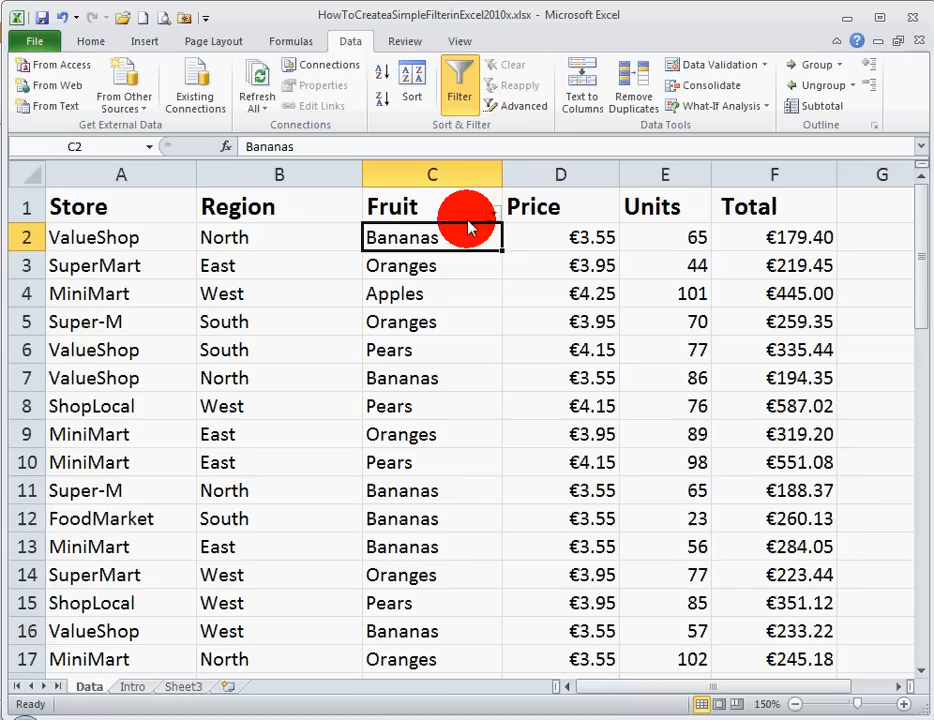 HowToCreateaSimpleFilterinExcel2010x.xlsx - Microsoft Excel
File Home Insert Page Layout Formulas Data Review View
From Access
From Web
From Text
From Other Sources
Existing Connections
Get External Data
Refresh All
Connections
Properties
Edit Links
Connections
Sort
Filter
Clear
Reapply
Advanced
Sort & Filter
Text to Columns
Remove Duplicates
Data Validation
Consolidate
What-If Analysis
Data Tools
Group
Ungroup
Subtotal
Outline
C2 fx Bananas
A B C D E F G
1 Store Region Fruit Price Units Total
2 ValueShop North Bananas €3.55 65 €179.40
3 SuperMart East Oranges €3.95 44 €219.45
4 MiniMart West Apples €4.25 101 €445.00
5 Super-M South Oranges €3.95 70 €259.35
6 ValueShop South Pears €4.15 77 €335.44
7 ValueShop North Bananas €3.55 86 €194.35
8 ShopLocal West Pears €4.15 76 €587.02
9 MiniMart East Oranges €3.95 89 €319.20
10 MiniMart East Pears €4.15 98 €551.08
11 Super-M North Bananas €3.55 65 €188.37
12 FoodMarket South Bananas €3.55 23 €260.13
13 MiniMart East Bananas €3.55 56 €284.05
14 SuperMart West Oranges €3.95 77 €223.44
15 ShopLocal West Pears €3.95 85 €351.12
16 ValueShop West Bananas €3.55 57 €233.22
17 MiniMart North Oranges €3.55 102 €245.18
Data Intro Sheet3
Ready 150%